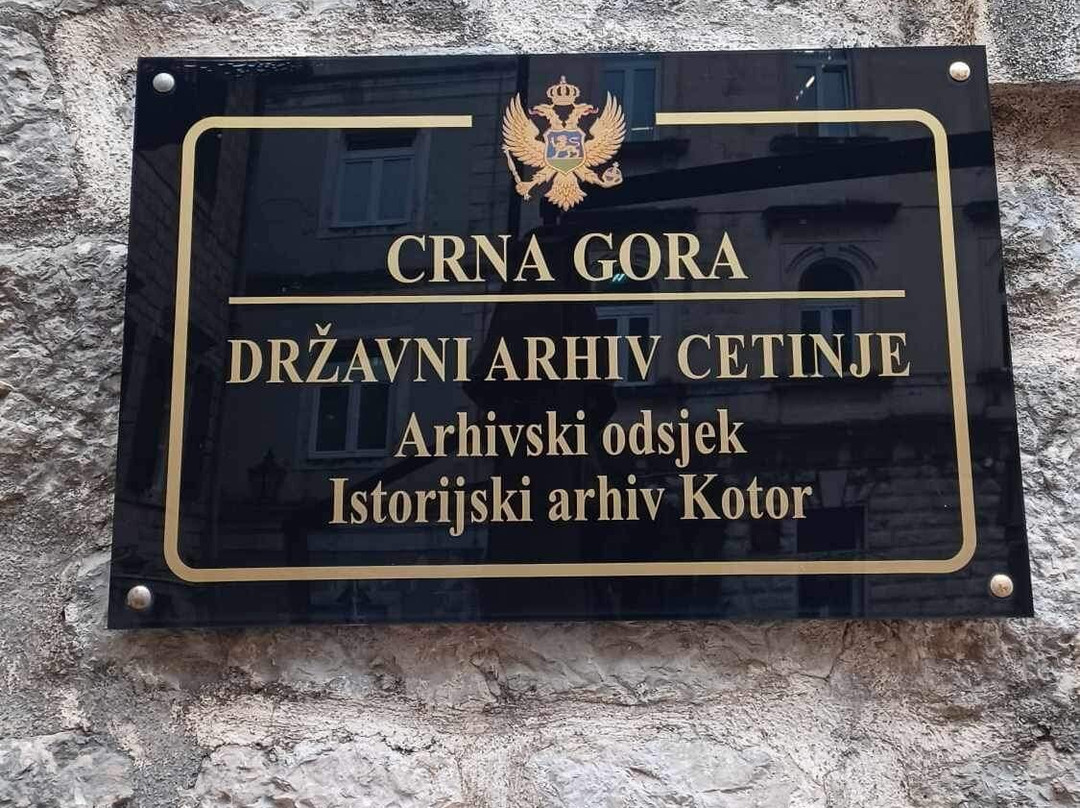 CRNA GORA
DRŽAVNI ARHIV CETINJE
Arhivski odsjek
Istorijski arhiv Kotor